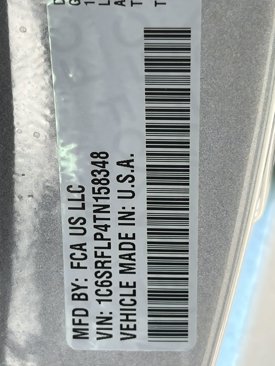 MFD BY: FCA US LLC
VIN: 1C6SRFLP4TN158348
VEHICLE MADE IN: U.S.A.